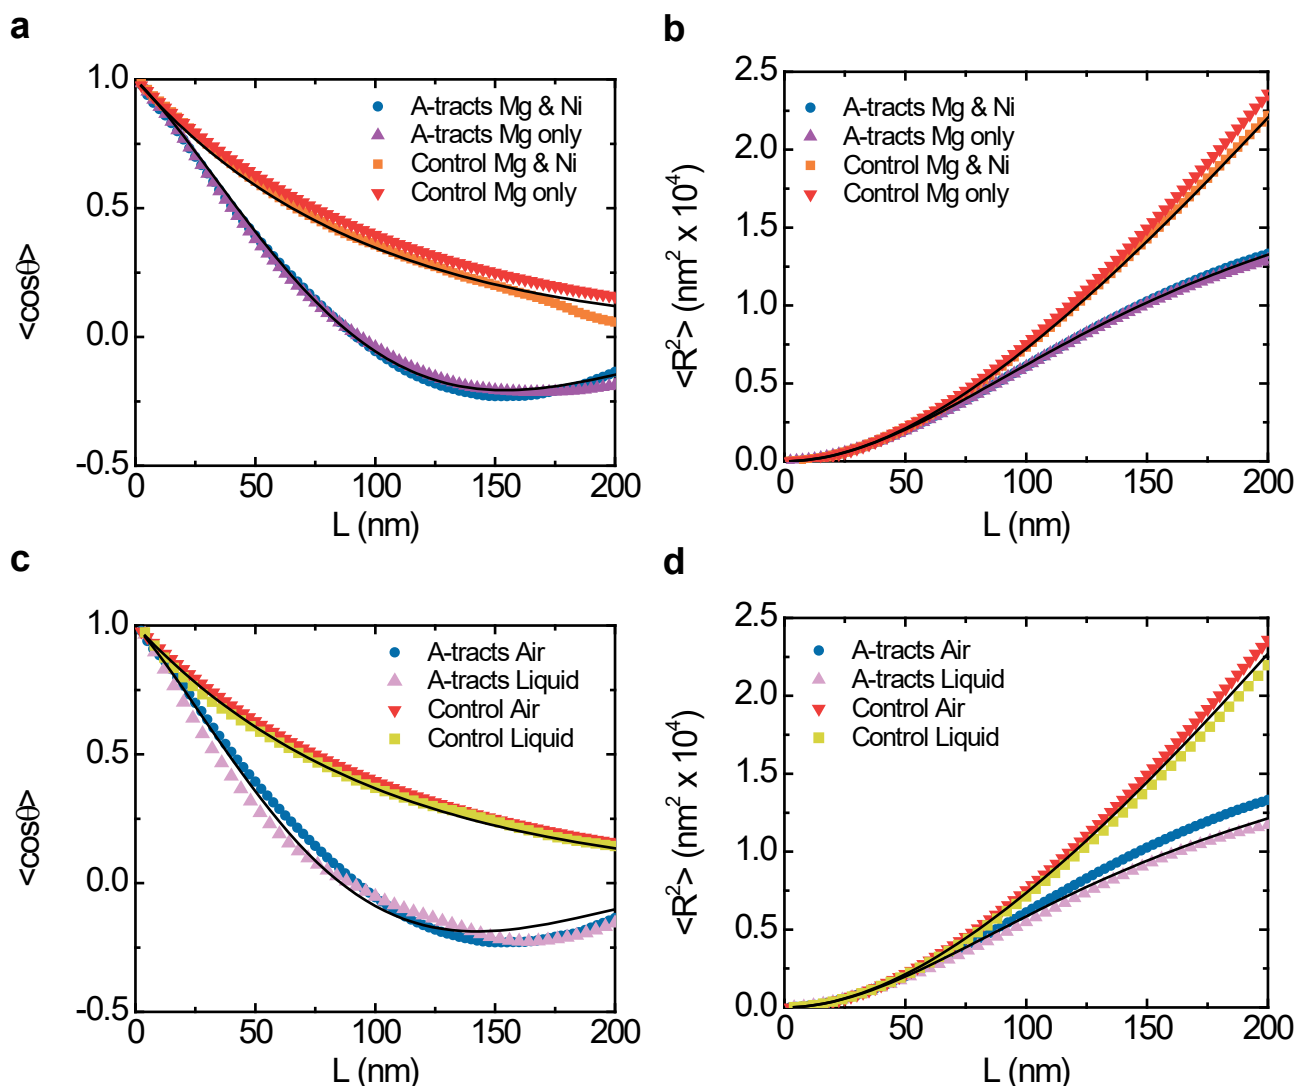 a
b
1.0
0.5
0.0
-0.5
0
50
100
150
200
<cosθ>
L (nm)
A-tracts Mg & Ni
A-tracts Mg only
Control Mg & Ni
Control Mg only
2.5
2.0
1.5
1.0
0.5
0.0
0
50
100
150
200
<R²> (nm² x 10⁴)
L (nm)
A-tracts Mg & Ni
A-tracts Mg only
Control Mg & Ni
Control Mg only
c
d
1.0
0.5
0.0
-0.5
0
50
100
150
200
<cosθ>
L (nm)
A-tracts Air
A-tracts Liquid
Control Air
Control Liquid
2.5
2.0
1.5
1.0
0.5
0.0
0
50
100
150
200
<R²> (nm² x 10⁴)
L (nm)
A-tracts Air
A-tracts Liquid
Control Air
Control Liquid